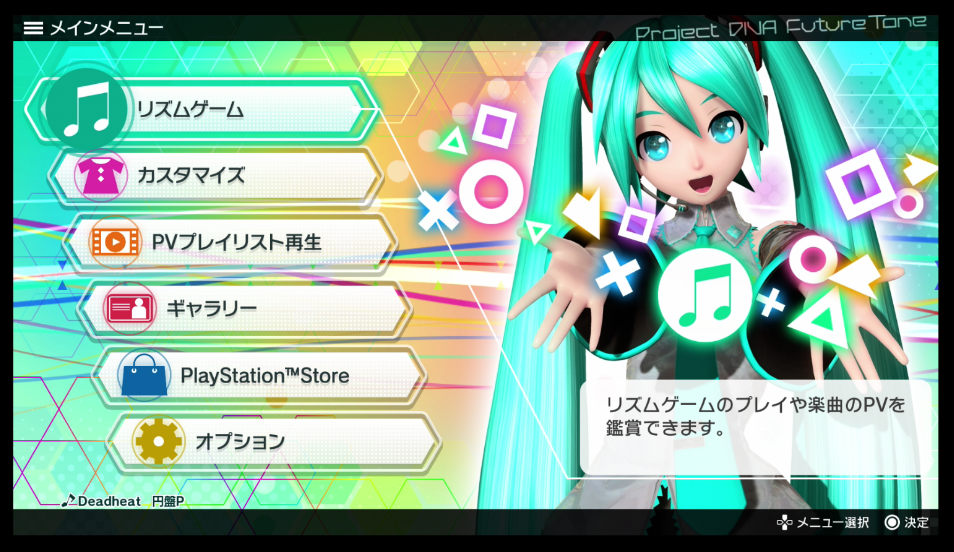 メインメニュー
Project DIVA FutureTone
リズムゲーム
カスタマイズ
PVプレイリスト再生
ギャラリー
PlayStation™Store
オプション
リズムゲームのプレイや楽曲のPVを
鑑賞できます。
Deadheat 円盤P
メニュー選択 決定